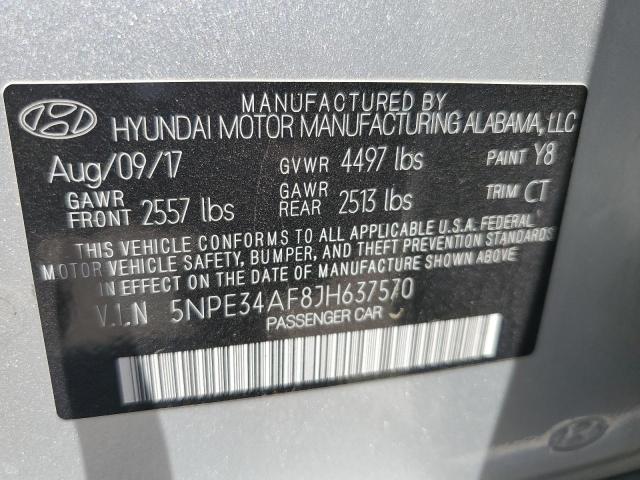 MANUFACTURED BY
HYUNDAI MOTOR MANUFACTURING ALABAMA, LLC
Aug/09/17 GVWR 4497 lbs PAINT Y8
GAWR FRONT 2557 lbs GAWR REAR 2513 lbs TRIM CT
THIS VEHICLE CONFORMS TO ALL APPLICABLE U.S.A. FEDERAL
MOTOR VEHICLE SAFETY, BUMPER, AND THEFT PREVENTION STANDARDS
IN EFFECT ON THE DATE OF MANUFACTURE SHOWN ABOVE.
V.I.N 5NPE34AF8JH637570
PASSENGER CAR